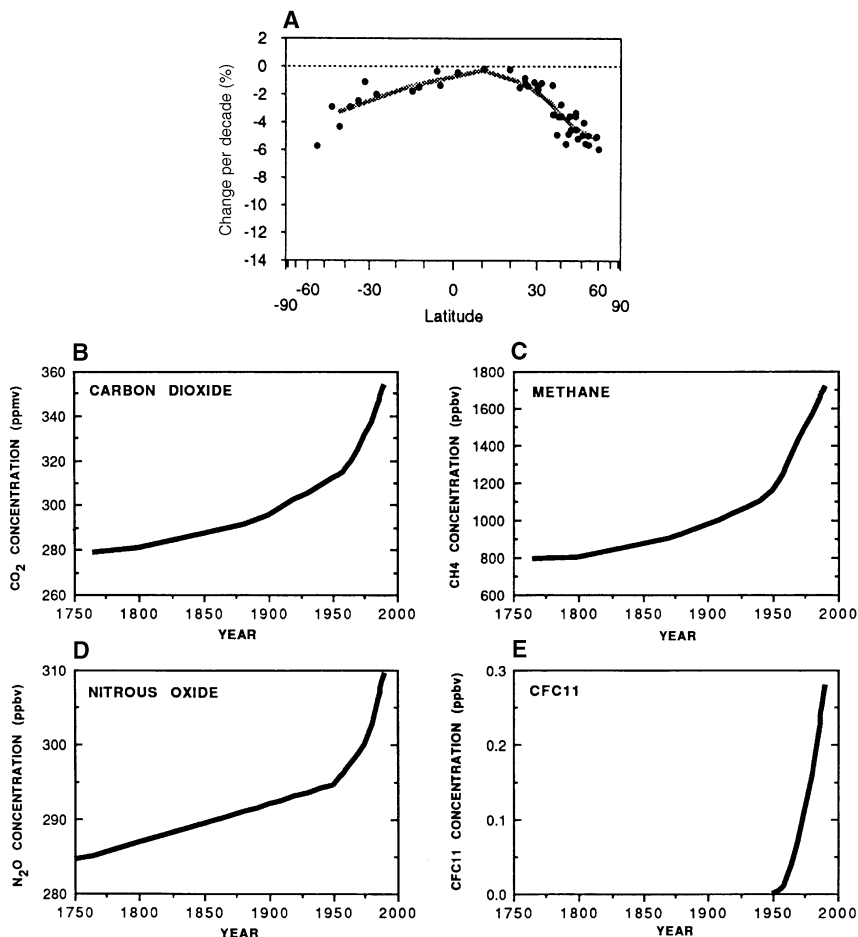 A
2
0
-2
-4
-6
-8
-10
-12
-14
Change per decade (%)
-60 -30 0 30 60
-90 90
Latitude
B
360
340
320
300
280
260
CO2 CONCENTRATION (ppmv)
CARBON DIOXIDE
1750 1800 1850 1900 1950 2000
YEAR
C
1800
1600
1400
1200
1000
800
600
CH4 CONCENTRATION (ppbv)
METHANE
1750 1800 1850 1900 1950 2000
YEAR
D
310
300
290
280
N2O CONCENTRATION (ppbv)
NITROUS OXIDE
1750 1800 1850 1900 1950 2000
YEAR
E
0.3
0.2
0.1
0.0
CFC11 CONCENTRATION (ppbv)
CFC11
1750 1800 1850 1900 1950 2000
YEAR